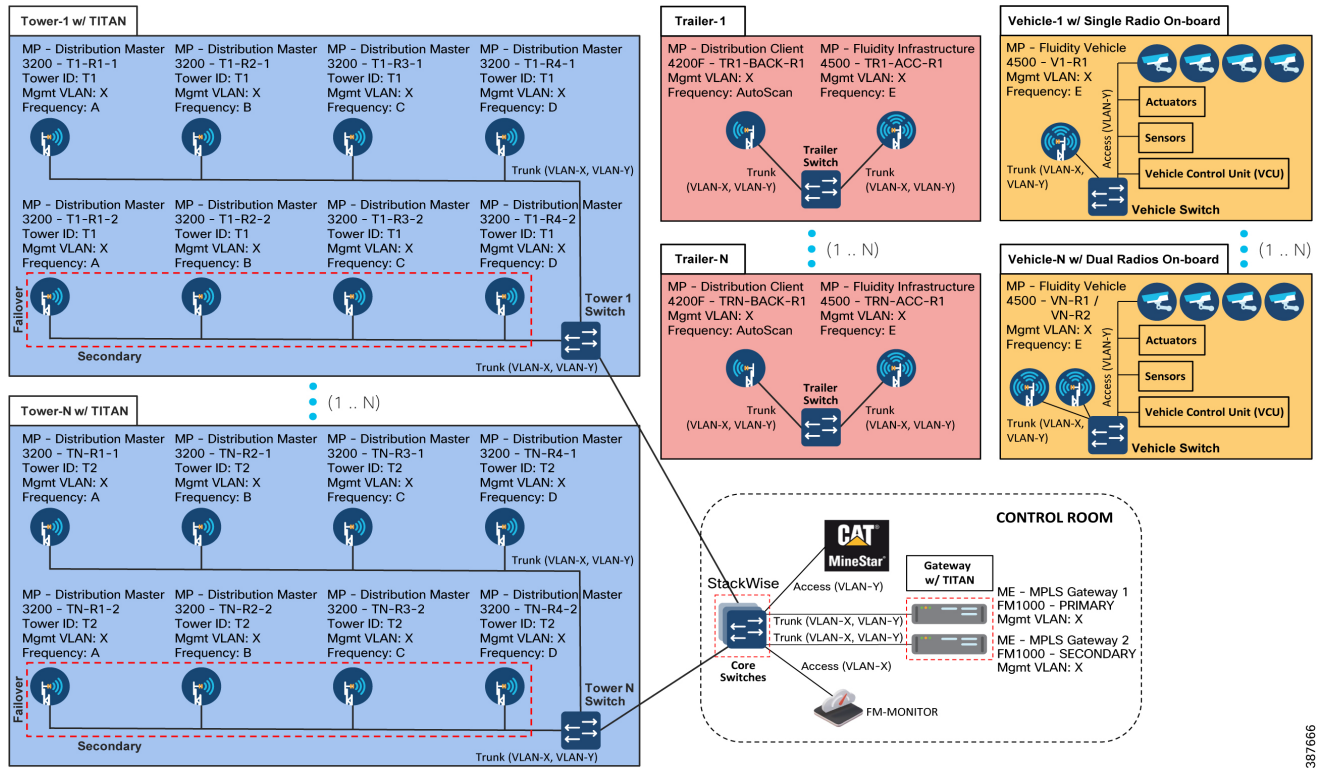 Tower-1 w/ TITAN
MP - Distribution Master
3200 - T1-R1-1
Tower ID: T1
Mgmt VLAN: X
Frequency: A
MP - Distribution Master
3200 - T1-R2-1
Tower ID: T1
Mgmt VLAN: X
Frequency: B
MP - Distribution Master
3200 - T1-R3-1
Tower ID: T1
Mgmt VLAN: X
Frequency: C
MP - Distribution Master
3200 - T1-R4-1
Tower ID: T1
Mgmt VLAN: X
Frequency: D
Trunk (VLAN-X, VLAN-Y)
MP - Distribution Master
3200 - T1-R1-2
Tower ID: T1
Mgmt VLAN: X
Frequency: A
MP - Distribution Master
3200 - T1-R2-2
Tower ID: T1
Mgmt VLAN: X
Frequency: B
MP - Distribution Master
3200 - T1-R3-2
Tower ID: T1
Mgmt VLAN: X
Frequency: C
MP - Distribution Master
3200 - T1-R4-2
Tower ID: T1
Mgmt VLAN: X
Frequency: D
Failover
Secondary
Tower 1
Switch
Trunk (VLAN-X, VLAN-Y)
(1 .. N)
Tower-N w/ TITAN
MP - Distribution Master
3200 - TN-R1-1
Tower ID: T2
Mgmt VLAN: X
Frequency: A
MP - Distribution Master
3200 - TN-R2-1
Tower ID: T2
Mgmt VLAN: X
Frequency: B
MP - Distribution Master
3200 - TN-R3-1
Tower ID: T2
Mgmt VLAN: X
Frequency: C
MP - Distribution Master
3200 - TN-R4-1
Tower ID: T2
Mgmt VLAN: X
Frequency: D
Trunk (VLAN-X, VLAN-Y)
MP - Distribution Master
3200 - TN-R1-2
Tower ID: T2
Mgmt VLAN: X
Frequency: A
MP - Distribution Master
3200 - TN-R2-2
Tower ID: T2
Mgmt VLAN: X
Frequency: B
MP - Distribution Master
3200 - TN-R3-2
Tower ID: T2
Mgmt VLAN: X
Frequency: C
MP - Distribution Master
3200 - TN-R4-2
Tower ID: T2
Mgmt VLAN: X
Frequency: D
Failover
Secondary
Tower N
Switch
Trunk (VLAN-X, VLAN-Y)
Trailer-1
MP - Distribution Client
4200F - TR1-BACK-R1
Mgmt VLAN: X
Frequency: AutoScan
MP - Fluidity Infrastructure
4500 - TR1-ACC-R1
Mgmt VLAN: X
Frequency: E
Trailer
Switch
Trunk
(VLAN-X, VLAN-Y)
Trunk
(VLAN-X, VLAN-Y)
(1 .. N)
Trailer-N
MP - Distribution Client
4200F - TRN-BACK-R1
Mgmt VLAN: X
Frequency: AutoScan
MP - Fluidity Infrastructure
4500 - TRN-ACC-R1
Mgmt VLAN: X
Frequency: E
Trailer
Switch
Trunk
(VLAN-X, VLAN-Y)
Trunk
(VLAN-X, VLAN-Y)
Vehicle-1 w/ Single Radio On-board
MP - Fluidity Vehicle
4500 - V1-R1
Mgmt VLAN: X
Frequency: E
Access (VLAN-Y)
Actuators
Sensors
Vehicle Control Unit (VCU)
Trunk (VLAN-X,
VLAN-Y)
Vehicle Switch
(1 .. N)
Vehicle-N w/ Dual Radios On-board
MP - Fluidity Vehicle
4500 - VN-R1 /
VN-R2
Mgmt VLAN: X
Frequency: E
Access (VLAN-Y)
Actuators
Sensors
Vehicle Control Unit (VCU)
Trunk (VLAN-X,
VLAN-Y)
Vehicle Switch
CONTROL ROOM
CAT®
MineStar™
StackWise
Access (VLAN-Y)
Trunk (VLAN-X, VLAN-Y)
Trunk (VLAN-X, VLAN-Y)
Access (VLAN-X)
Core
Switches
Gateway
w/ TITAN
ME - MPLS Gateway 1
FM1000 - PRIMARY
Mgmt VLAN: X
ME - MPLS Gateway 2
FM1000 - SECONDARY
Mgmt VLAN: X
FM-MONITOR
387666